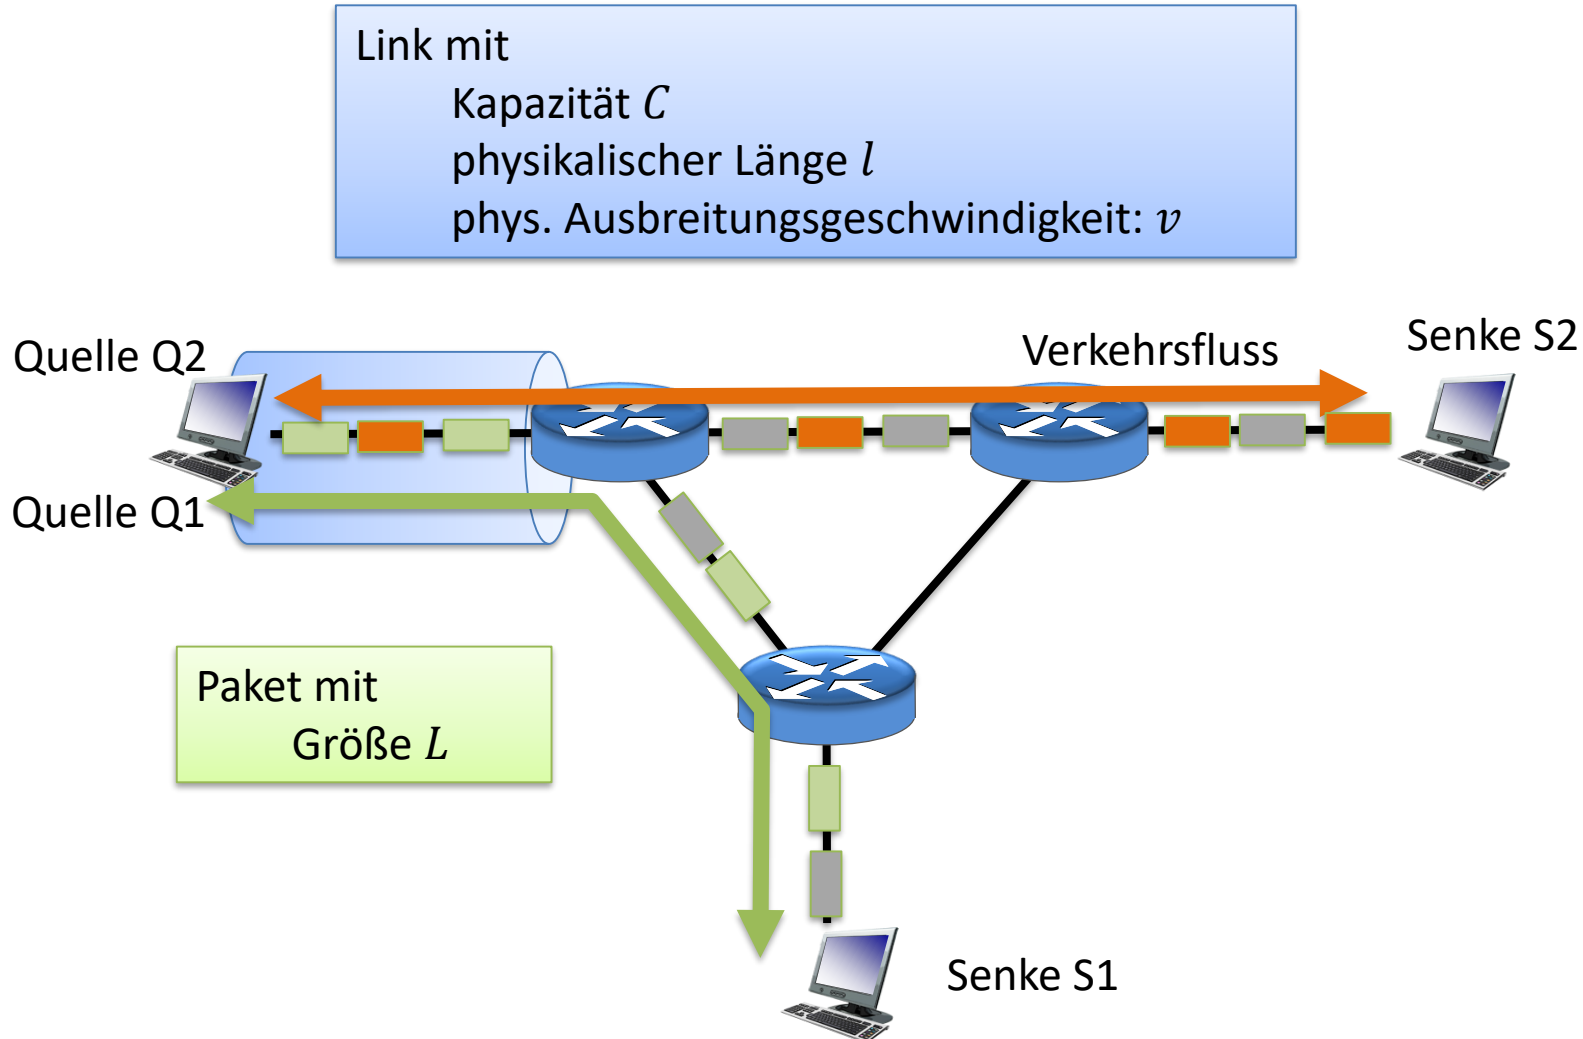 Link mit
Kapazität C
physikalischer Länge l
phys. Ausbreitungsgeschwindigkeit: v
Quelle Q2
Verkehrsfluss
Senke S2
Quelle Q1
Paket mit
Größe L
Senke S1